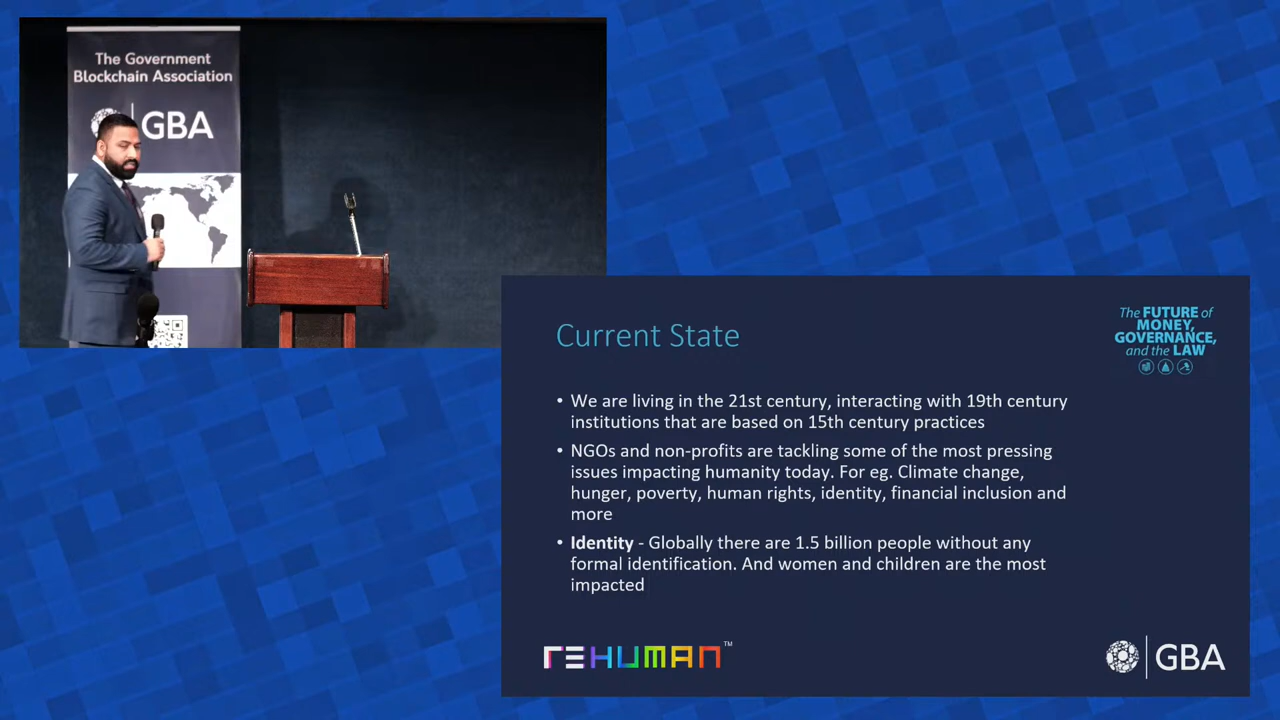 The Government
Blockchain Association
GBA
Current State
The FUTURE of
MONEY,
GOVERNANCE,
and the LAW
• We are living in the 21st century, interacting with 19th century
institutions that are based on 15th century practices
• NGOs and non-profits are tackling some of the most pressing
issues impacting humanity today. For eg. Climate change,
hunger, poverty, human rights, identity, financial inclusion and
more
• Identity - Globally there are 1.5 billion people without any
formal identification. And women and children are the most
impacted
rEHUMAN™
GBA